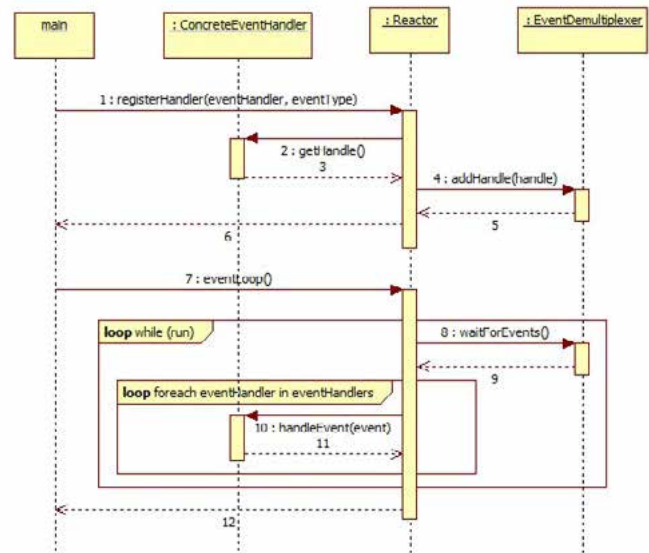 main
: ConcreteEventHandler
: Reactor
: EventDemultiplexer
1 : registerHandler(eventHandler, eventType)
2 : getHandle()
3
4 : addHandle(handle)
5
6
7 : eventLoop()
loop while (run)
8 : waitForEvents()
9
loop foreach eventHandler in eventHandlers
10 : handleEvent(event)
11
12